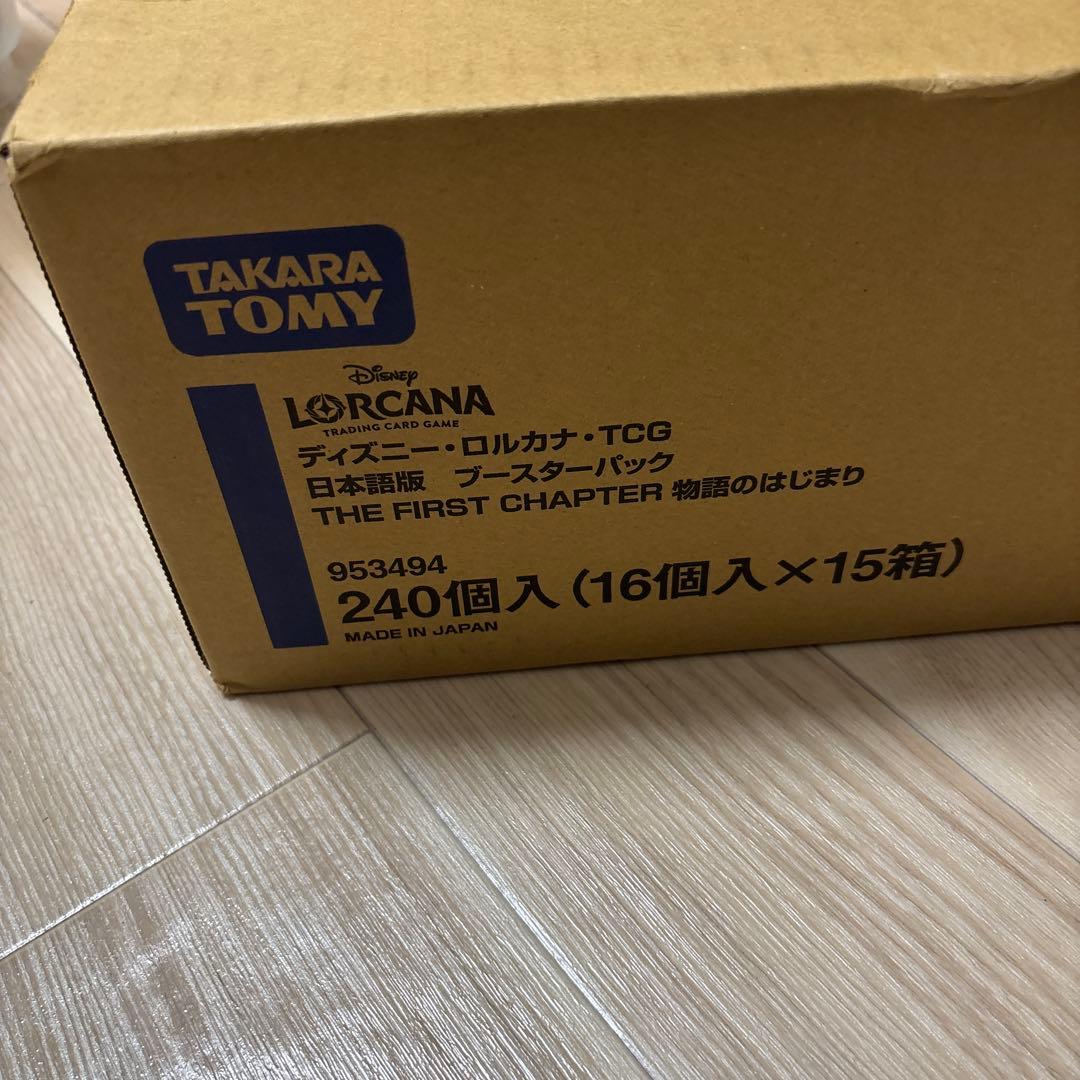 TAKARA
TOMY
Disney
LORCANA
TRADING CARD GAME
ディズニー・ロルカナ・TCG
日本語版 ブースターパック
THE FIRST CHAPTER 物語のはじまり
953494
240個入(16個入×15箱)
MADE IN JAPAN